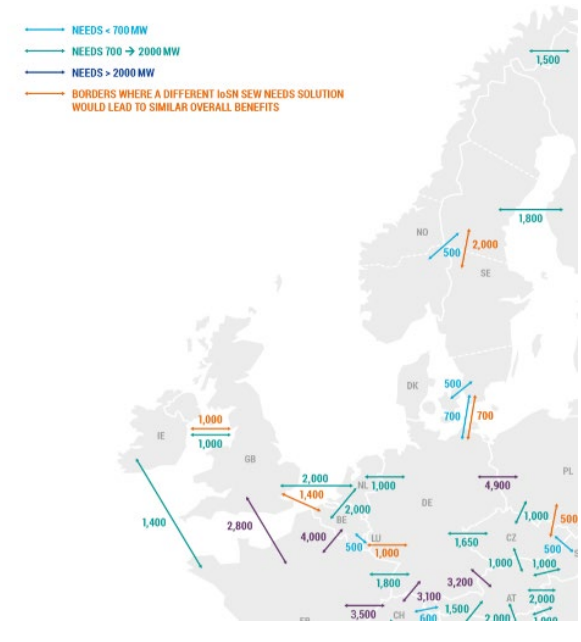 NEEDS < 700 MW
NEEDS 700 → 2000 MW
NEEDS > 2000 MW
BORDERS WHERE A DIFFERENT IoSN SEW NEEDS SOLUTION
WOULD LEAD TO SIMILAR OVERALL BENEFITS
1,500
1,800
NO
500
2,000
SE
DK
500
700
700
1,000
IE
1,000
GB
PL
2,000
NL
1,000
4,900
1,400
DE
2,000
1,000
500
1,400
2,800
BE
4,000
LU
500
1,000
1,650
CZ
500
1,000
1,000
1,800
3,200
3,100
AT
2,000
3,500
CH
600
1,500
2,000